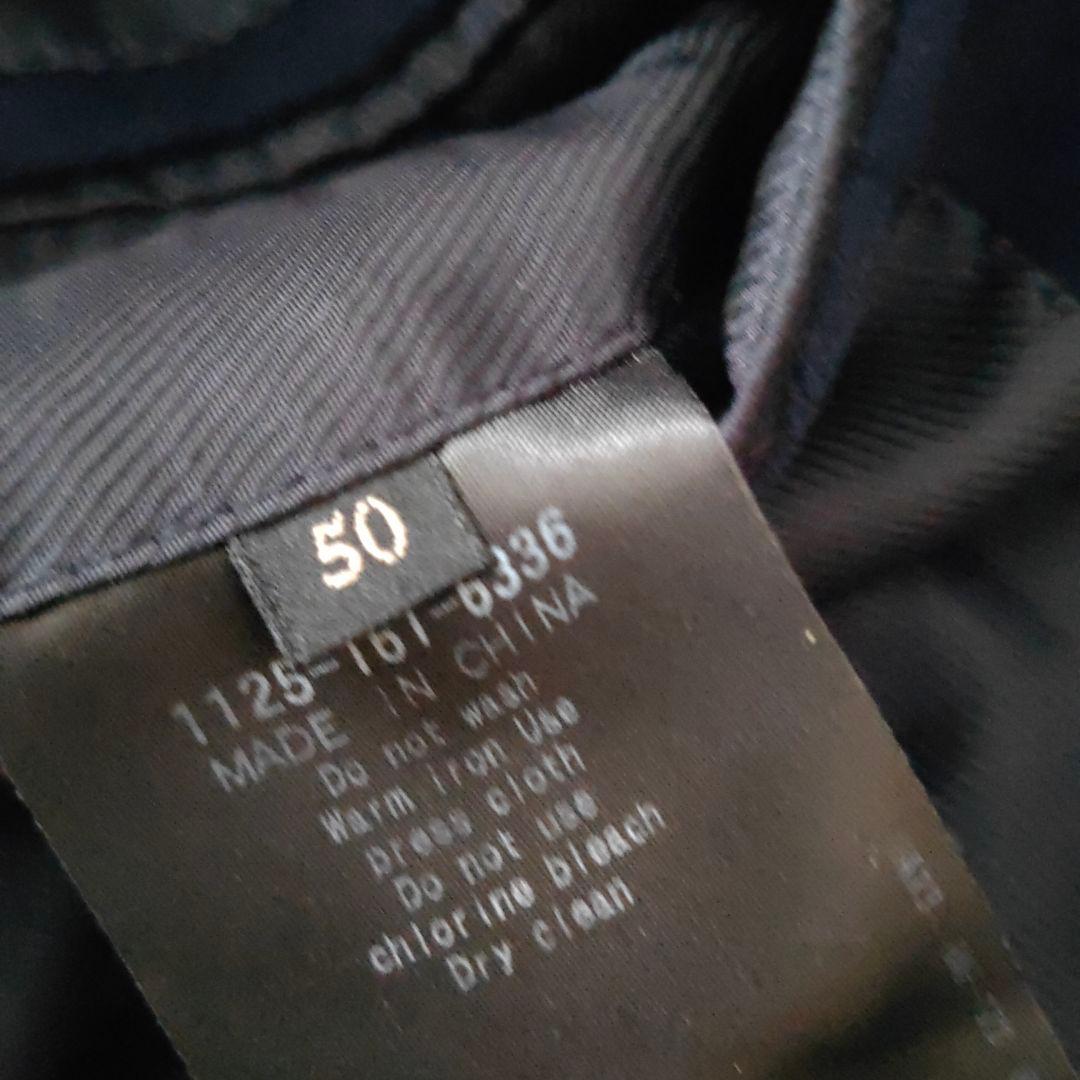 50
1125-161-6336
MADE IN CHINA
Do not wash
Warm iron Use
press cloth
Do not use
chlorine bleach
Dry clean